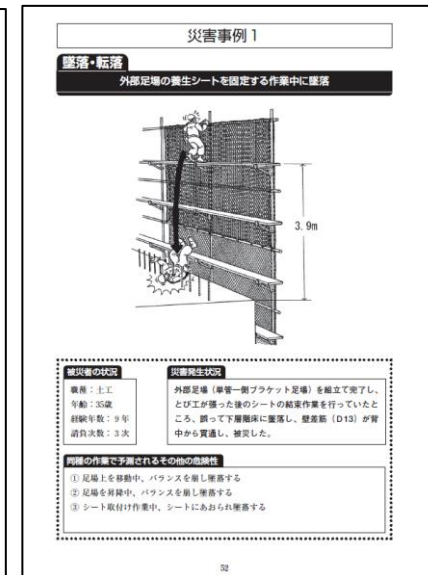 災害事例1
墜落・転落
外部足場の養生シートを固定する作業中に墜落
3.9m
被災者の状況
職種：土工
年齢：35歳
経験年数：9年
請負次数：3次
災害発生状況
外部足場（単管一側ブラケット足場）を組立て完了し、
とび工が張った後のシートの結束作業を行っていたと
ころ、誤って下層階床に墜落し、壁差筋（D13）が背
中から貫通し、被災した。
同種の作業で予測されるその他の危険性
① 足場上を移動中、バランスを崩し墜落する
② 足場を昇降中、バランスを崩し墜落する
③ シート取付け作業中、シートにあおられ墜落する
52